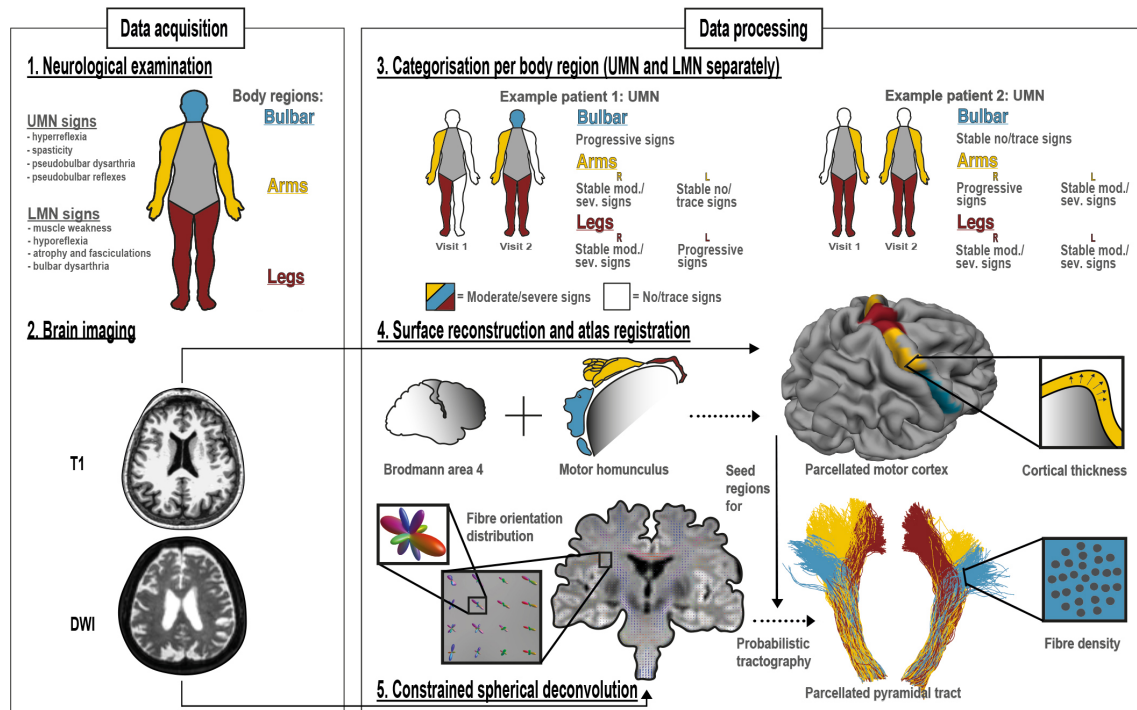 Data acquisition
1. Neurological examination
UMN signs
- hyperreflexia
- spasticity
- pseudobulbar dysarthria
- pseudobulbar reflexes
LMN signs
- muscle weakness
- hyporeflexia
- atrophy and fasciculations
- bulbar dysarthria
Body regions:
Bulbar
Arms
Legs
2. Brain imaging
T1
DWI
Data processing
3. Categorisation per body region (UMN and LMN separately)
Example patient 1: UMN
Visit 1
Visit 2
Bulbar
Progressive signs
Arms
R
Stable mod./
sev. signs
L
Stable no/
trace signs
Legs
R
Stable mod./
sev. signs
L
Progressive
signs
Example patient 2: UMN
Visit 1
Visit 2
Bulbar
Stable no/trace signs
Arms
R
Progressive
signs
L
Stable mod./
sev. signs
Legs
R
Stable mod./
sev. signs
L
Stable mod./
sev. signs
= Moderate/severe signs
= No/trace signs
4. Surface reconstruction and atlas registration
Brodmann area 4
Motor homunculus
Parcellated motor cortex
Cortical thickness
Seed
regions
for
Fibre orientation
distribution
Probabilistic
tractography
Parcellated pyramidal tract
Fibre density
5. Constrained spherical deconvolution